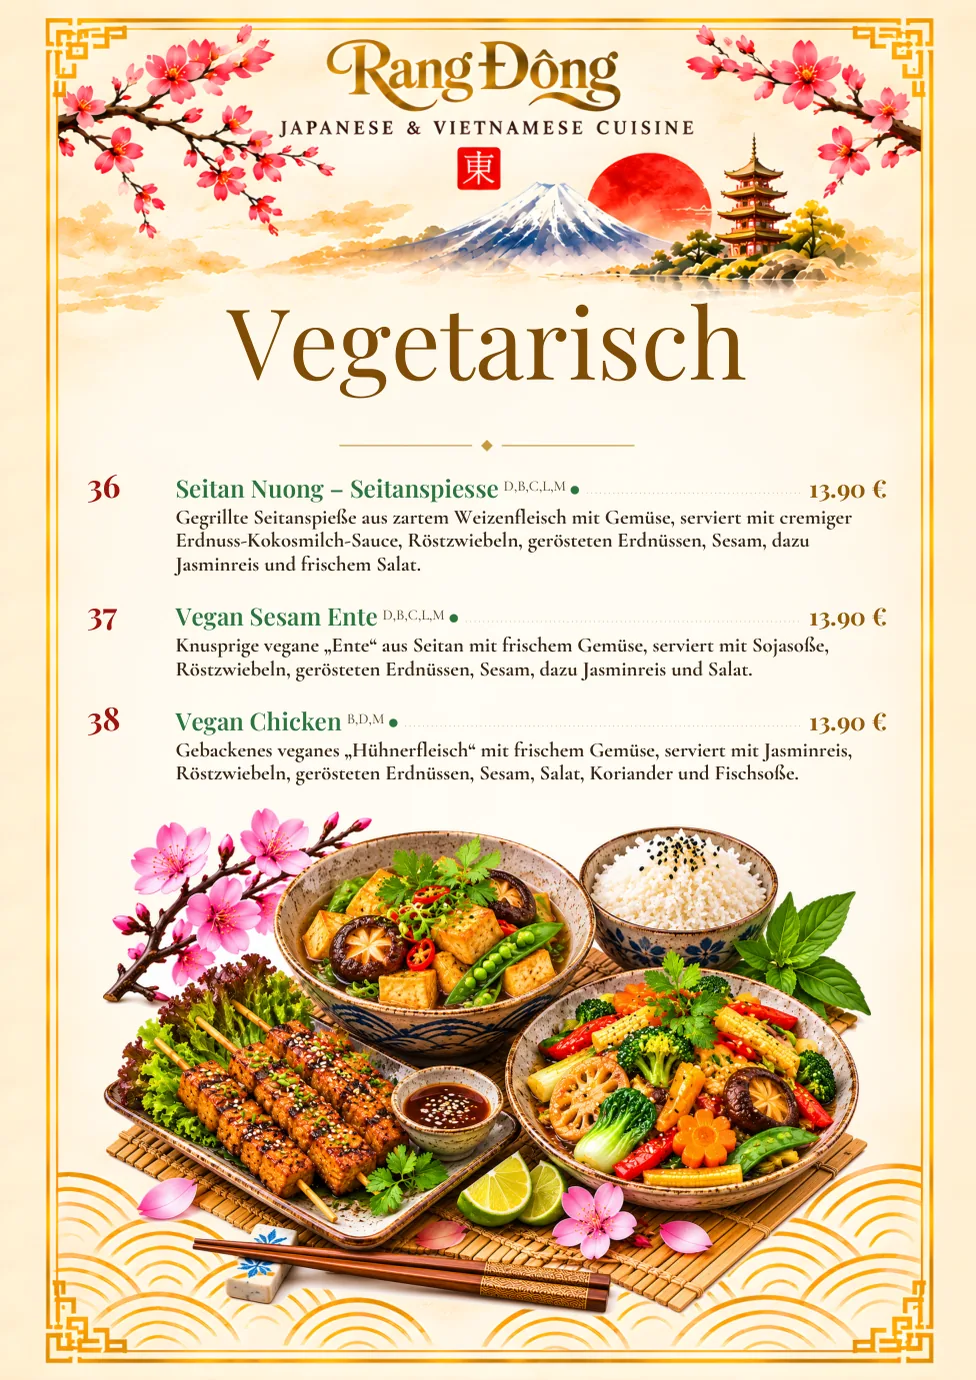 Rang Đông
JAPANESE & VIETNAMESE CUISINE
東
Vegetarisch
36 Seitan Nuong – Seitanspiesse D,B,C,L,M ● 13.90 €
Gegrillte Seitanspieße aus zartem Weizenfleisch mit Gemüse, serviert mit cremiger
Erdnuss-Kokosmilch-Sauce, Röstzwiebeln, gerösteten Erdnüssen, Sesam, dazu
Jasminreis und frischem Salat.
37 Vegan Sesam Ente D,B,C,L,M ● 13.90 €
Knusprige vegane „Ente“ aus Seitan mit frischem Gemüse, serviert mit Sojasoße,
Röstzwiebeln, gerösteten Erdnüssen, Sesam, dazu Jasminreis und Salat.
38 Vegan Chicken B,D,M ● 13.90 €
Gebackenes veganes „Hühnerfleisch“ mit frischem Gemüse, serviert mit Jasminreis,
Röstzwiebeln, gerösteten Erdnüssen, Sesam, Salat, Koriander und Fischsoße.